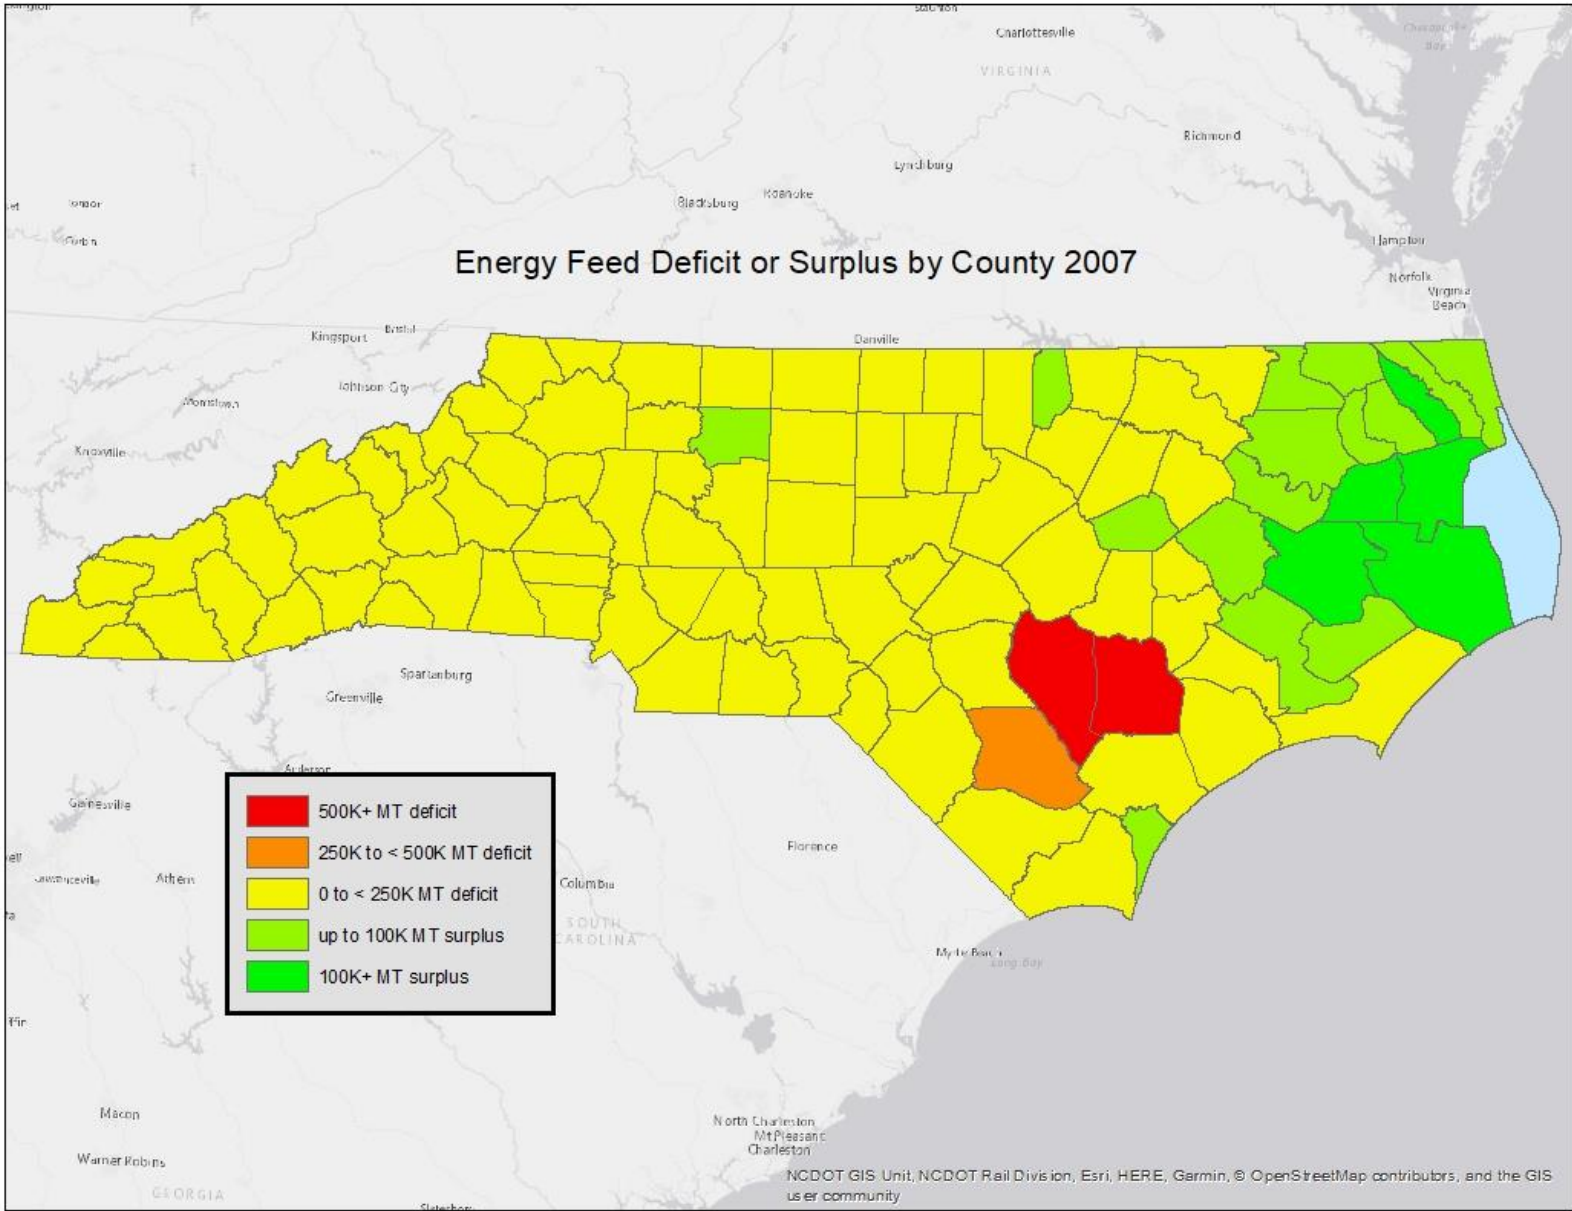 Charlottesville
VIRGINIA
Richmond
Lynchburg
Roanoke
Blacksburg
Hampton
Energy Feed Deficit or Surplus by County 2007
Norfolk
Virginia
Beach
Kingsport
Bristol
Danville
Johnson City
Morristown
Knoxville
Spartanburg
Greenville
Anderson
Gainesville
500K+ MT deficit
250K to < 500K MT deficit
0 to < 250K MT deficit
up to 100K MT surplus
100K+ MT surplus
Florence
Athens
Columbia
SOUTH
CAROLINA
Myrtle Beach
Long Bay
Macon
North Charleston
Mt Pleasant
Charleston
Warner Robins
GEORGIA
NCDOT GIS Unit, NCDOT Rail Division, Esri, HERE, Garmin, © OpenStreetMap contributors, and the GIS
user community